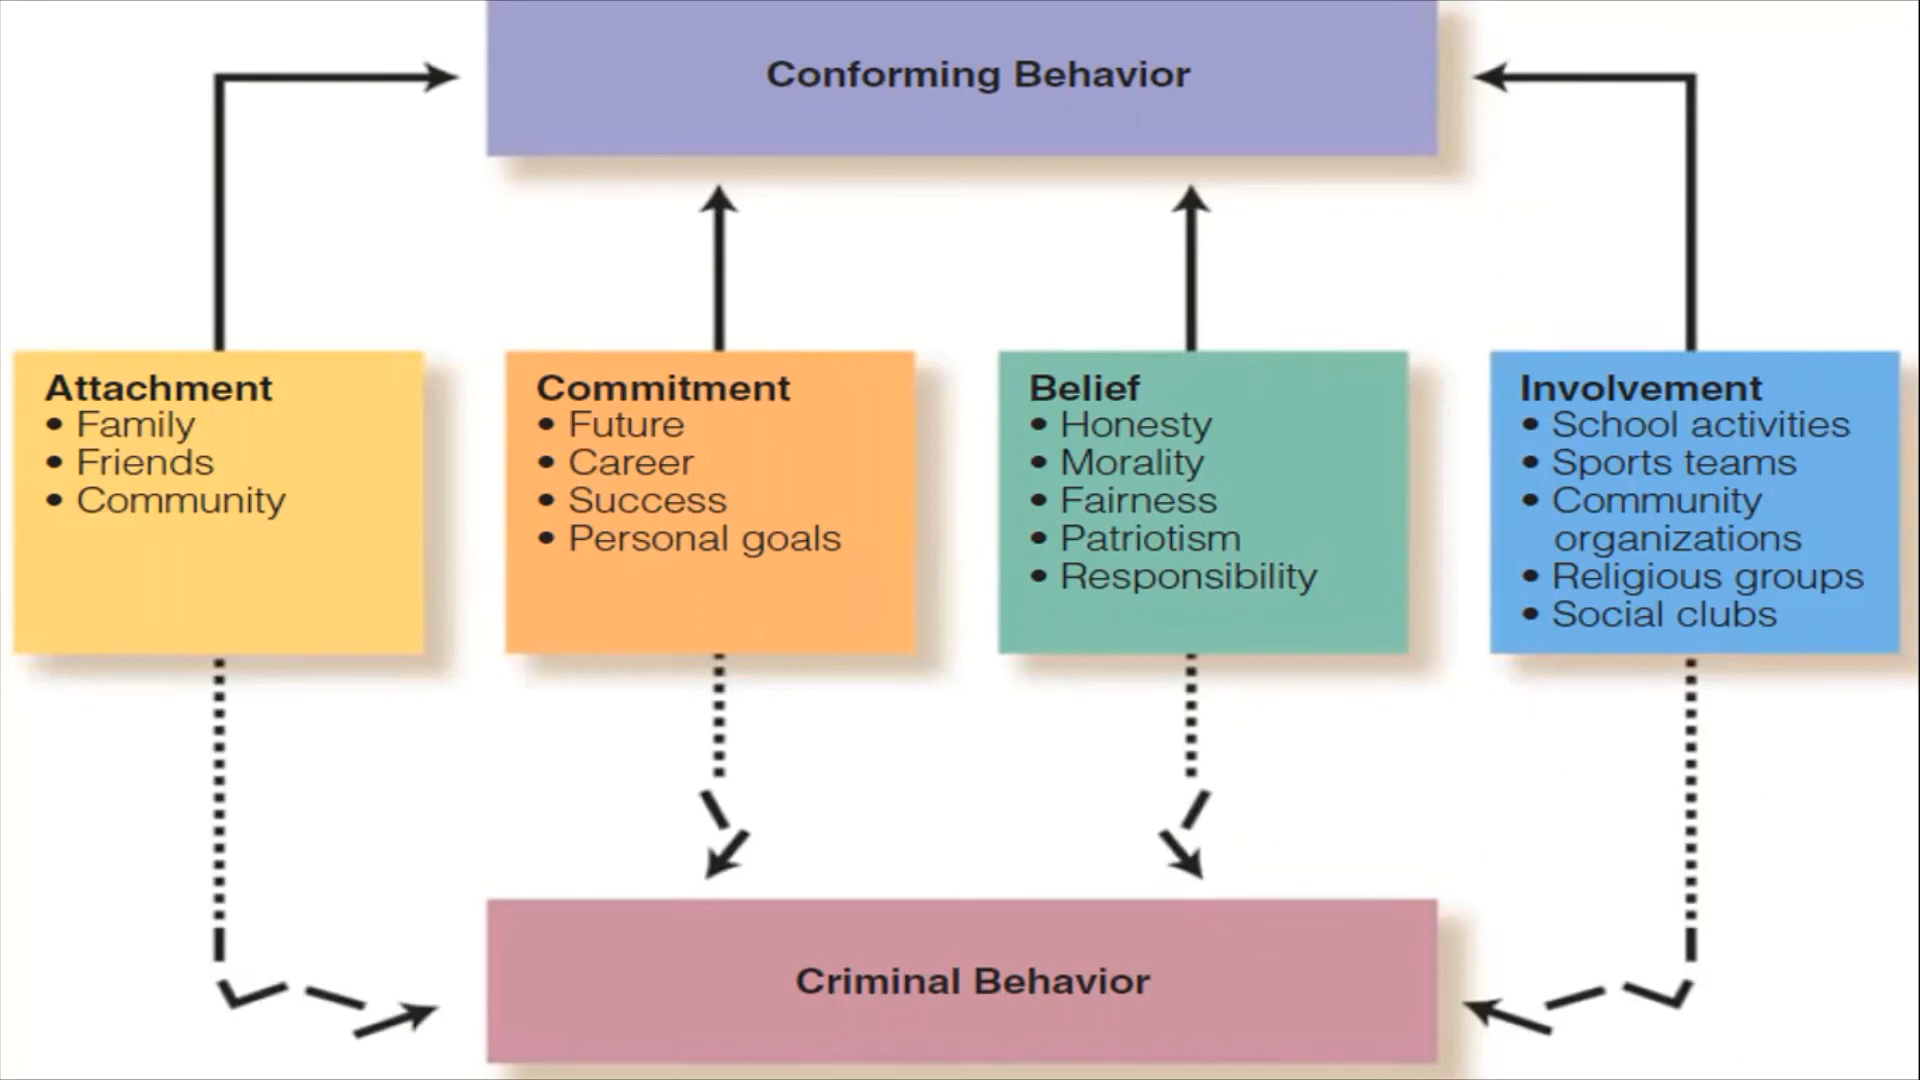 Conforming Behavior
Attachment
• Family
• Friends
• Community
Commitment
• Future
• Career
• Success
• Personal goals
Belief
• Honesty
• Morality
• Fairness
• Patriotism
• Responsibility
Involvement
• School activities
• Sports teams
• Community
organizations
• Religious groups
• Social clubs
Criminal Behavior